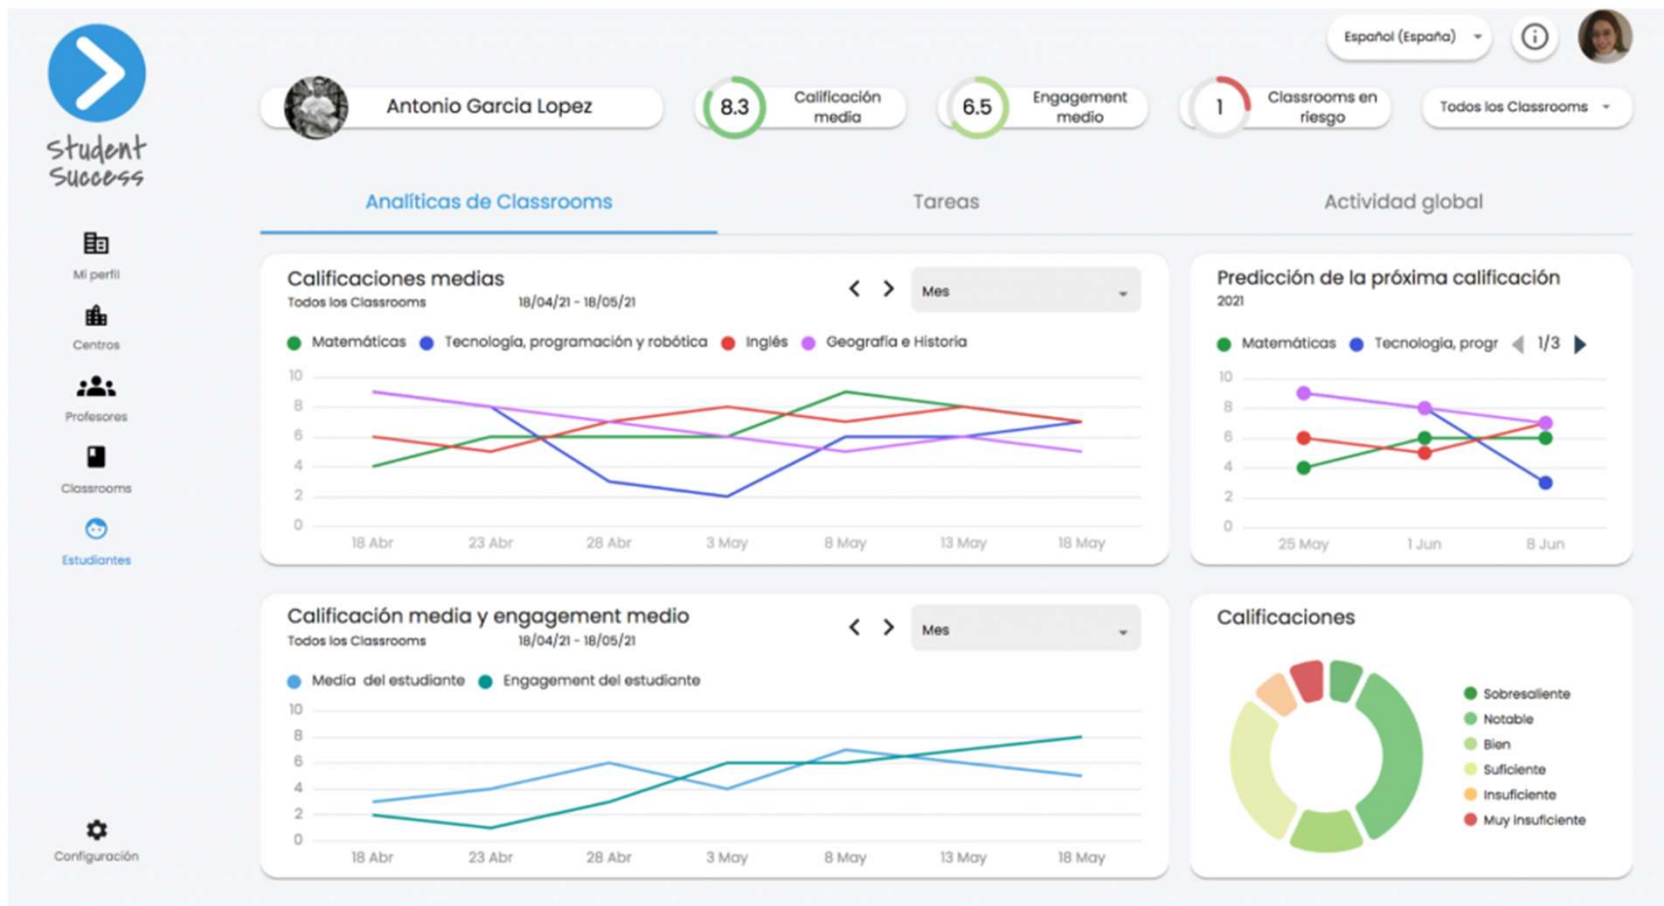 Español (España)
Student
Success
Antonio Garcia Lopez
8.3
Calificación
media
6.5
Engagement
medio
1
Classrooms en
riesgo
Todos los Classrooms
Analíticas de Classrooms
Tareas
Actividad global
Mi perfil
Centros
Profesores
Classrooms
Estudiantes
Configuración
Calificaciones medias
Todos los Classrooms 18/04/21 - 18/05/21
Mes
Matemáticas Tecnología, programación y robótica Inglés Geografía e Historia
10
8
6
4
2
0
18 Abr 23 Abr 28 Abr 3 May 8 May 13 May 18 May
Predicción de la próxima calificación
2021
Matemáticas Tecnología, progr 1/3
10
8
6
4
2
0
25 May 1 Jun 8 Jun
Calificación media y engagement medio
Todos los Classrooms 18/04/21 - 18/05/21
Mes
Media del estudiante Engagement del estudiante
10
8
6
4
2
0
18 Abr 23 Abr 28 Abr 3 May 8 May 13 May 18 May
Calificaciones
Sobresaliente
Notable
Bien
Suficiente
Insuficiente
Muy insuficiente